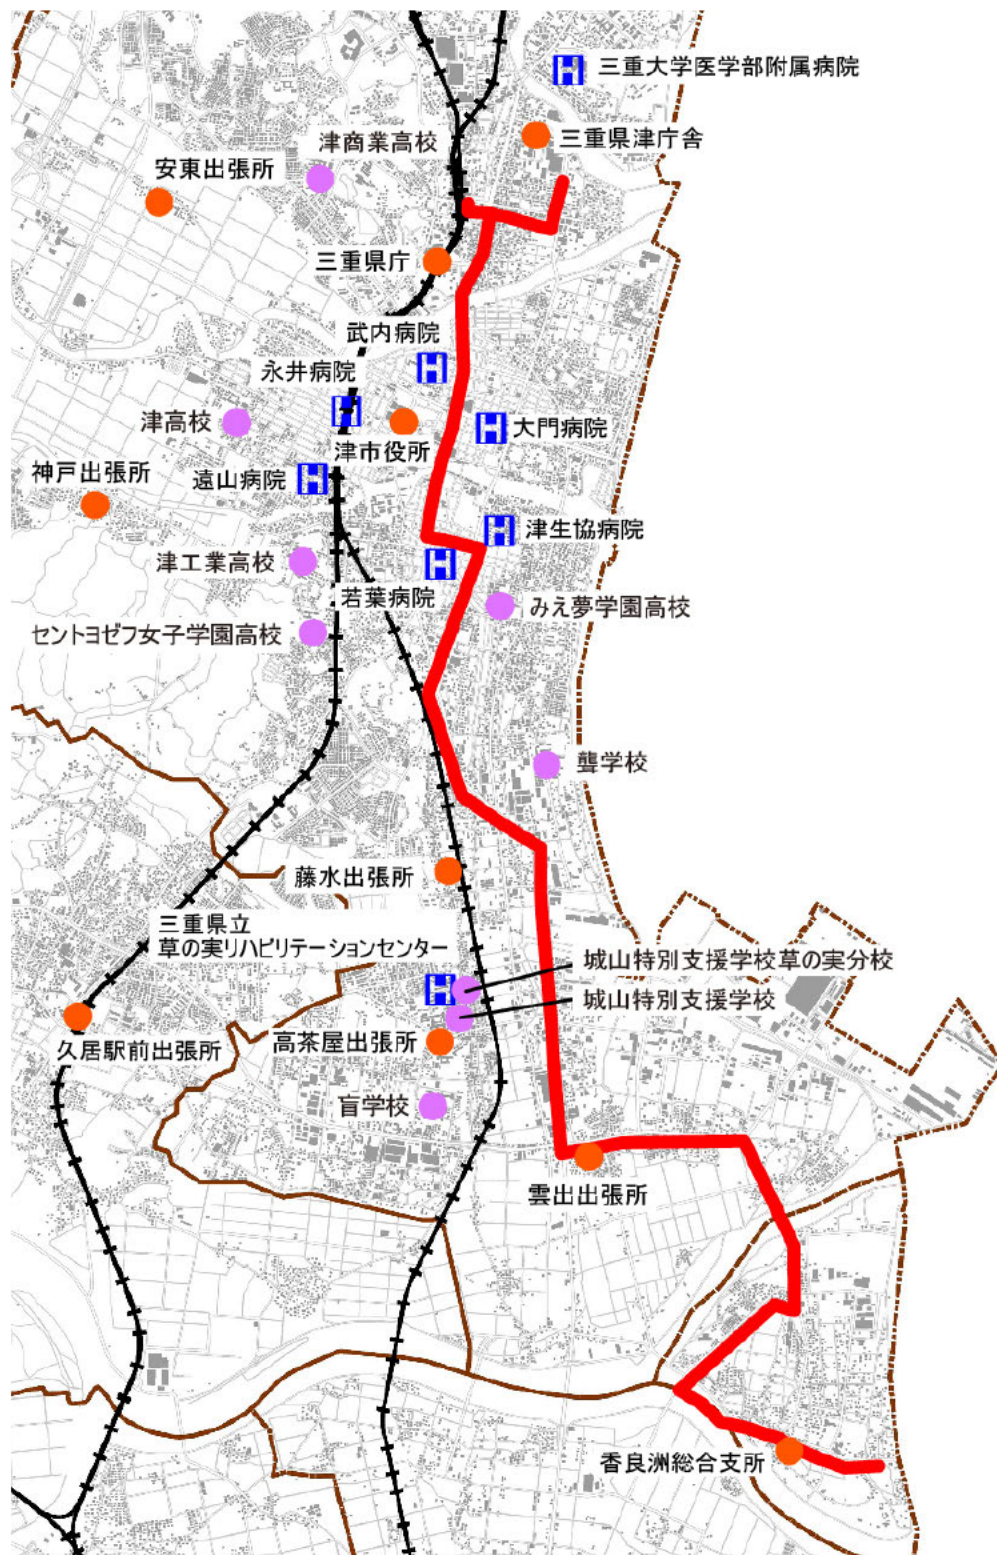 三重大学医学部附属病院
三重県津庁舎
津商業高校
安東出張所
三重県庁
武内病院
永井病院
津高校
大門病院
津市役所
神戸出張所
遠山病院
津生協病院
津工業高校
若葉病院
みえ夢学園高校
セントヨゼフ女子学園高校
聾学校
藤水出張所
三重県立
草の実リハビリテーションセンター
城山特別支援学校草の実分校
城山特別支援学校
高茶屋出張所
久居駅前出張所
盲学校
雲出出張所
香良洲総合支所